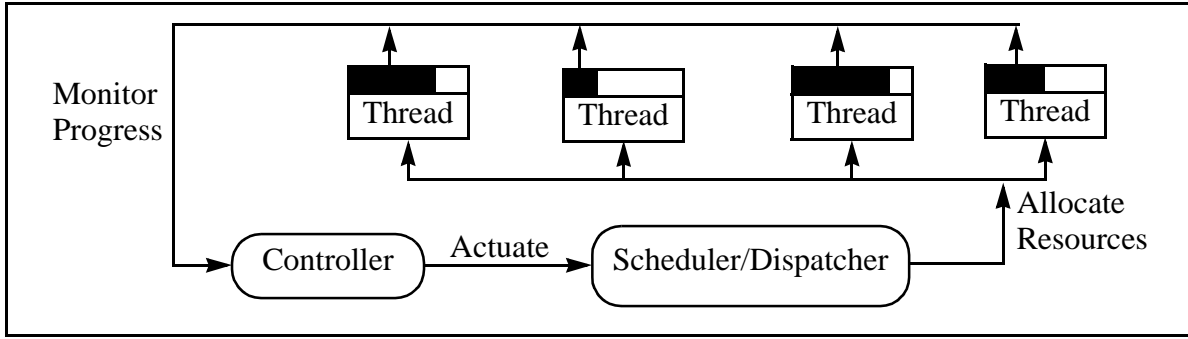 Monitor
Progress
Thread
Thread
Thread
Thread
Allocate
Resources
Controller
Actuate
Scheduler/Dispatcher